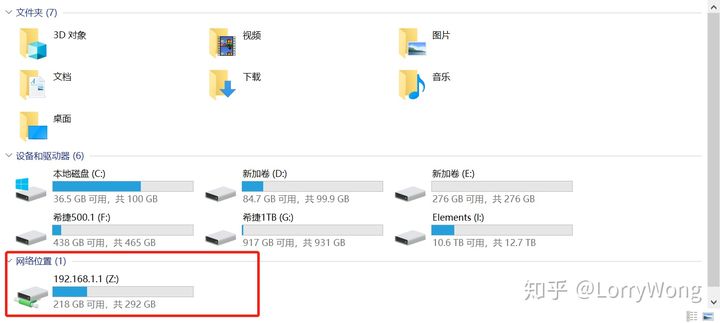 文件夹 (7)
3D 对象
视频
图片
文档
下载
音乐
桌面
设备和驱动器 (6)
本地磁盘 (C:)
36.5 GB 可用，共 100 GB
新加卷 (D:)
84.7 GB 可用，共 99.9 GB
新加卷 (E:)
276 GB 可用，共 276 GB
希捷500.1 (F:)
438 GB 可用，共 465 GB
希捷1TB (G:)
917 GB 可用，共 931 GB
Elements (I:)
10.6 TB 可用，共 12.7 TB
网络位置 (1)
192.168.1.1 (Z:)
218 GB 可用，共 292 GB
知乎 @LorryWong